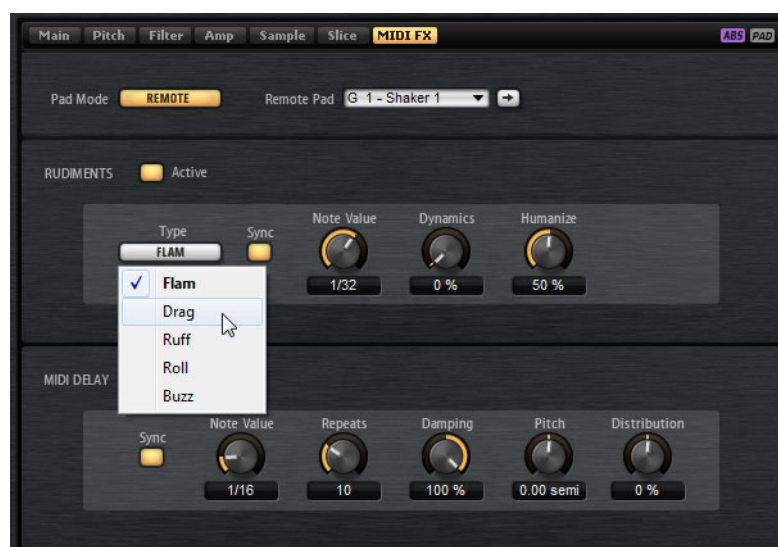 Main Pitch Filter Amp Sample Slice MIDI FX ABS PAD
Pad Mode REMOTE Remote Pad G 1 - Shaker 1
RUDIMENTS Active
Type Sync Note Value Dynamics Humanize
FLAM
1/32 0 % 50 %
Flam
Drag
Ruff
Roll
Buzz
MIDI DELAY
Sync Note Value Repeats Damping Pitch Distribution
1/16 10 100 % 0.00 semi 0 %